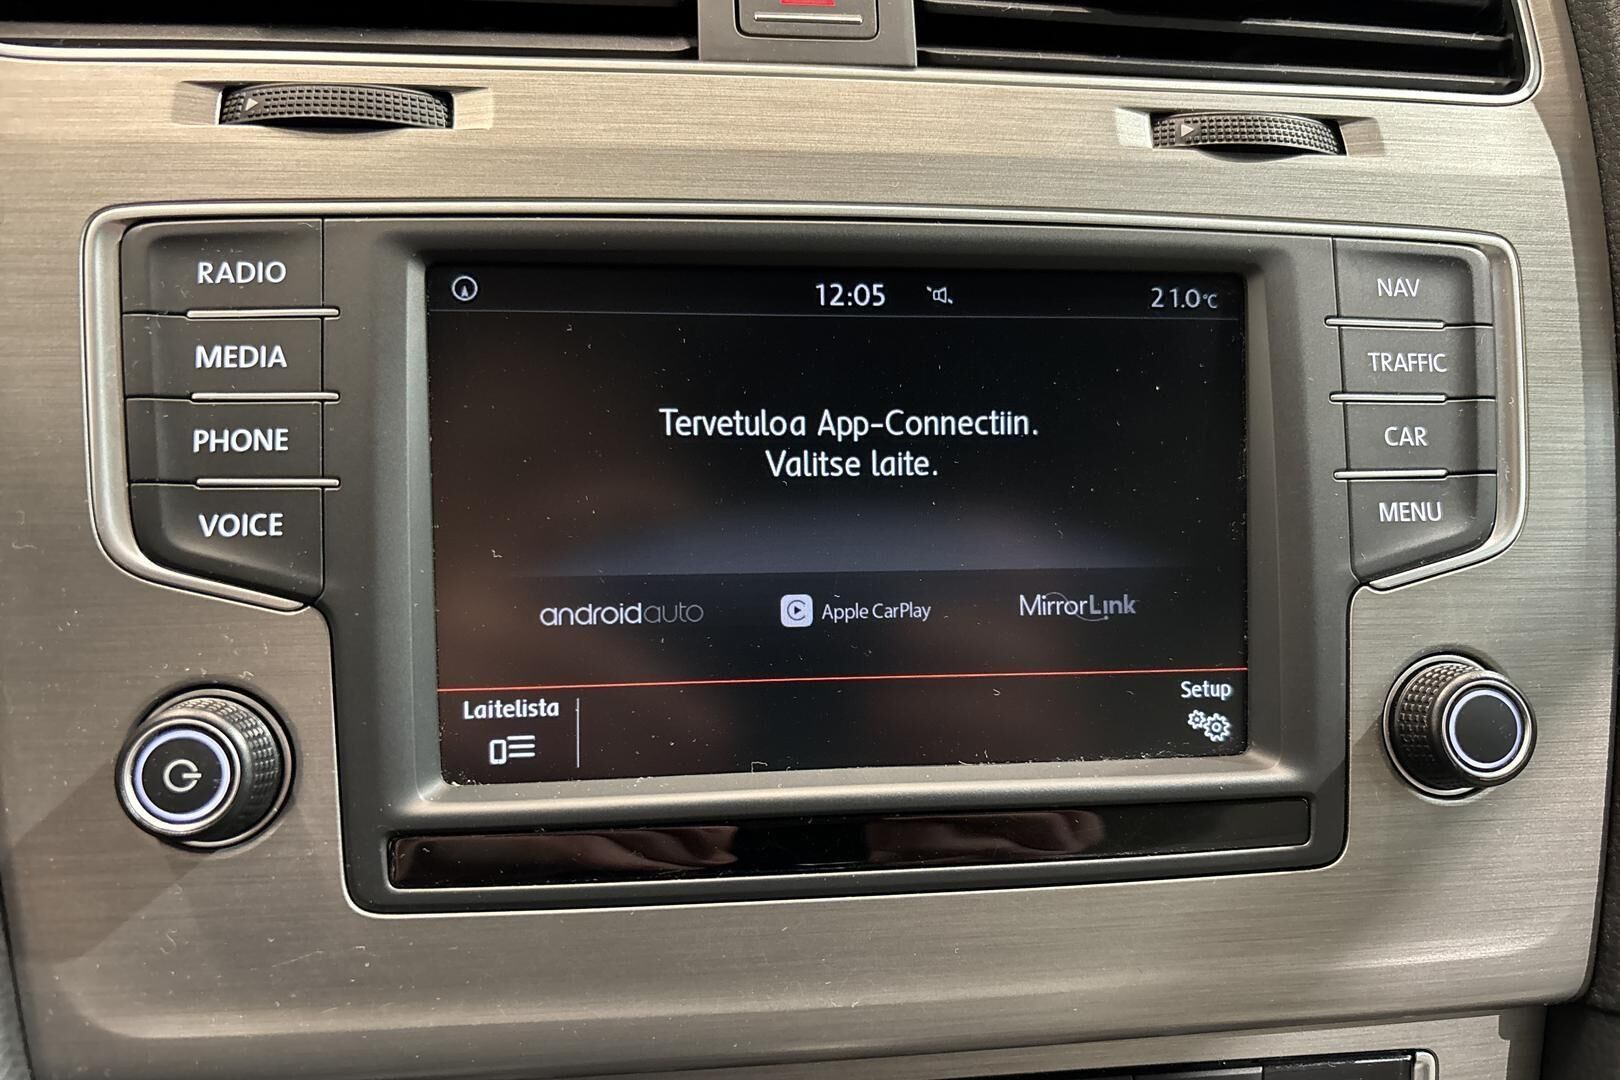 RADIO
MEDIA
PHONE
VOICE
12:05
21.0°C
Tervetuloa App-Connectiin.
Valitse laite.
androidauto
Apple CarPlay
MirrorLink
Laitelista
Setup
NAV
TRAFFIC
CAR
MENU